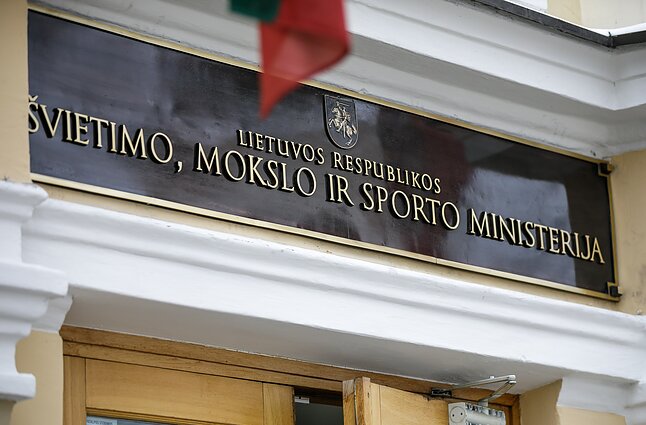 LIETUVOS RESPUBLIKOS
ŠVIETIMO, MOKSLO IR SPORTO MINISTERIJA